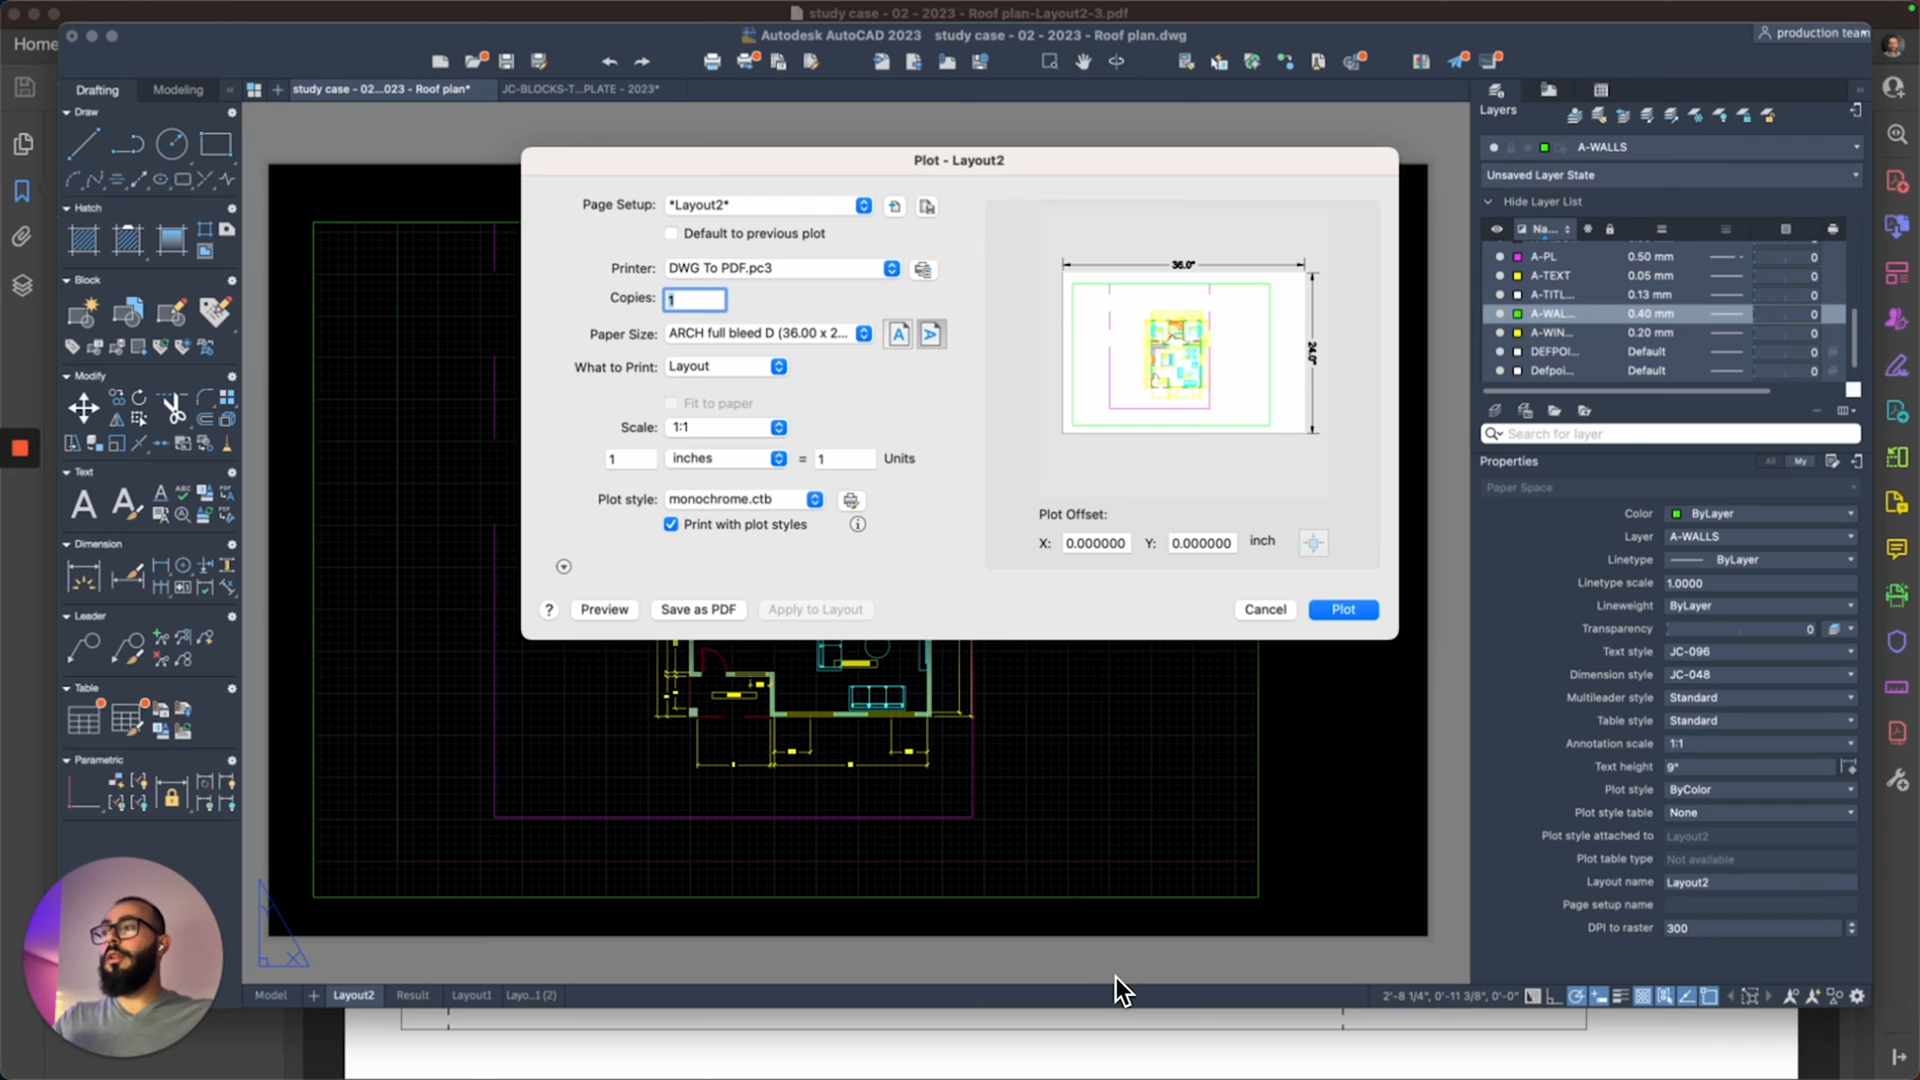 study case - 02 - 2023 - Roof plan-Layout2-3.pdf
Home
Autodesk AutoCAD 2023 study case - 02 - 2023 - Roof plan.dwg
production team
Drafting
Modeling
study case - 02...023 - Roof plan*
JC-BLOCKS-T...PLATE - 2023*
Draw
Hatch
Block
Modify
Text
Dimension
Leader
Table
Parametric
Plot - Layout2
Page Setup: *Layout2*
Default to previous plot
Printer: DWG To PDF.pc3
Copies: 1
Paper Size: ARCH full bleed D (36.00 x 2...
What to Print: Layout
Fit to paper
Scale: 1:1
1 inches = 1 Units
Plot style: monochrome.ctb
Print with plot styles
36.0"
24.0"
Plot Offset:
X: 0.000000 Y: 0.000000 inch
? Preview Save as PDF Apply to Layout Cancel Plot
Layers
A-WALLS
Unsaved Layer State
Hide Layer List
Na...
A-PL 0.50 mm 0
A-TEXT 0.05 mm 0
A-TITL... 0.13 mm 0
A-WAL... 0.40 mm 0
A-WIN... 0.20 mm 0
DEFPOI... Default 0
Defpoi... Default 0
Search for layer
Properties All My
Paper Space
Color ByLayer
Layer A-WALLS
Linetype ByLayer
Linetype scale 1.0000
Lineweight ByLayer
Transparency 0
Text style JC-096
Dimension style JC-048
Multileader style Standard
Table style Standard
Annotation scale 1:1
Text height 9"
Plot style ByColor
Plot style table None
Plot style attached to Layout2
Plot table type Not available
Layout name Layout2
Page setup name
DPI to raster 300
Model + Layout2 Result Layout1 Layo...1 (2)
2'-8 1/4", 0'-11 3/8", 0'-0"